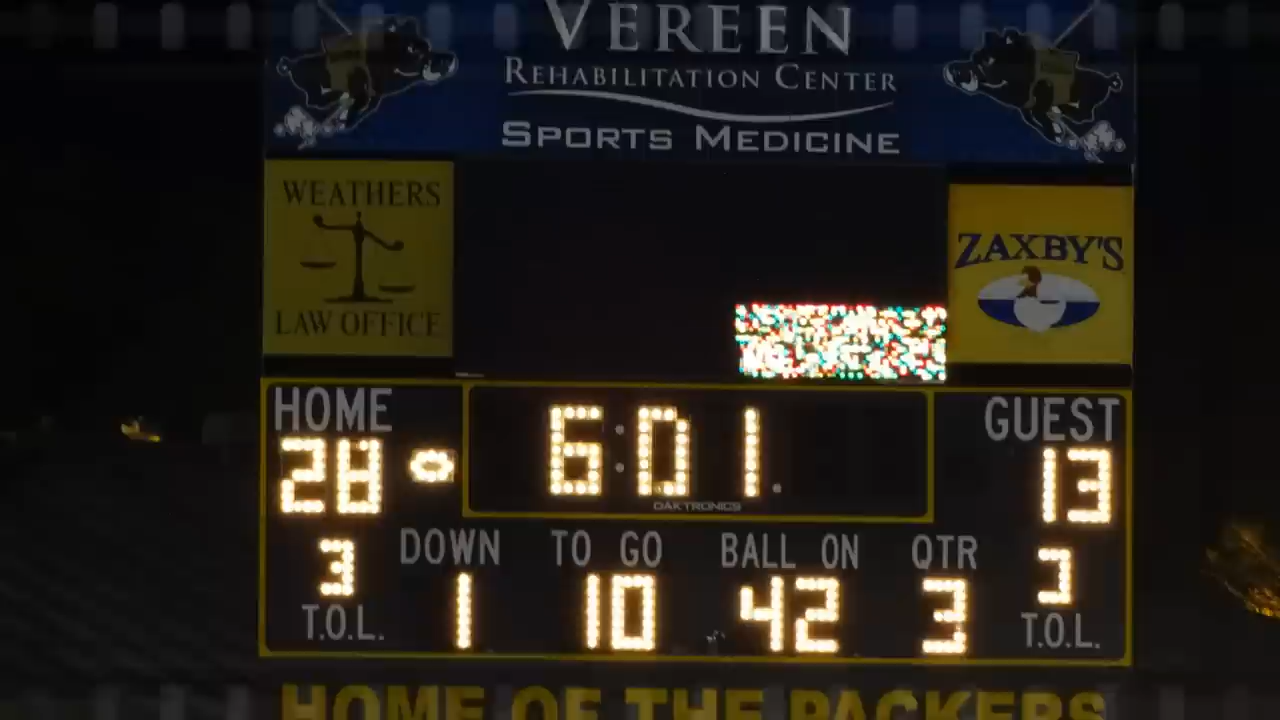 VEREEN
REHABILITATION CENTER
SPORTS MEDICINE
WEATHERS
LAW OFFICE
ZAXBY'S
HOME
28
6:01
GUEST
13
DAKTRONICS
3
T.O.L.
DOWN
1
TO GO
10
BALL ON
42
QTR
3
3
T.O.L.
HOME OF THE PACKERS